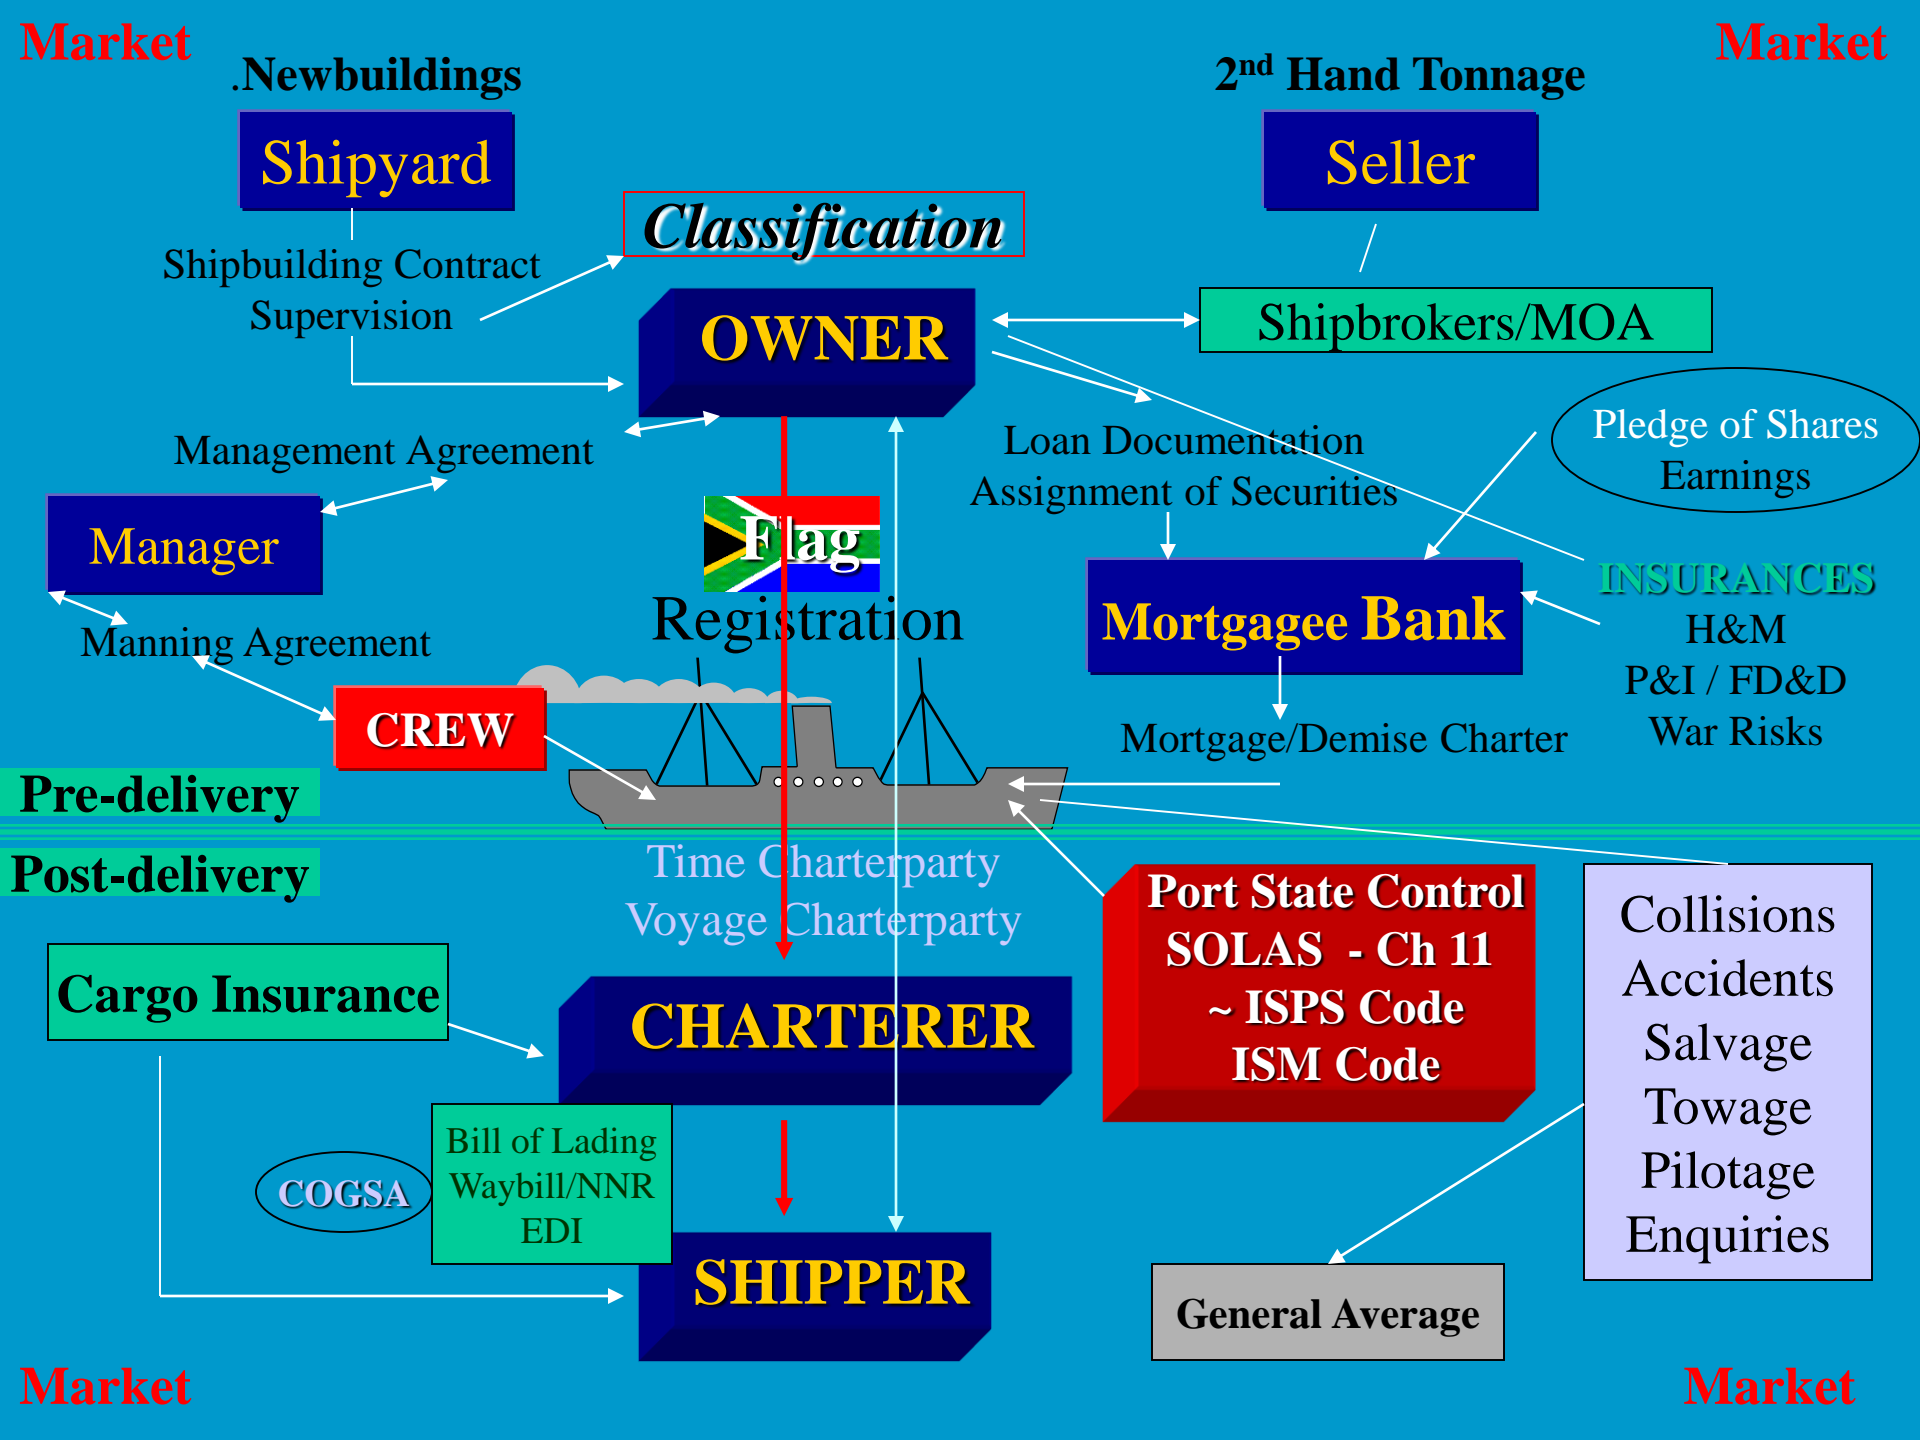 Market
Market
.Newbuildings
2nd Hand Tonnage
Shipyard
Seller
Classification
Shipbuilding Contract
Supervision
OWNER
Shipbrokers/MOA
Pledge of Shares
Earnings
Management Agreement
Loan Documentation
Assignment of Securities
Manager
Flag
Registration
Mortgagee Bank
INSURANCES
H&M
P&I / FD&D
War Risks
Manning Agreement
CREW
Mortgage/Demise Charter
Pre-delivery
Post-delivery
Time Charterparty
Voyage Charterparty
Port State Control
SOLAS - Ch 11
~ ISPS Code
ISM Code
Collisions
Accidents
Salvage
Towage
Pilotage
Enquiries
Cargo Insurance
CHARTERER
Bill of Lading
Waybill/NNR
EDI
COGSA
SHIPPER
General Average
Market
Market